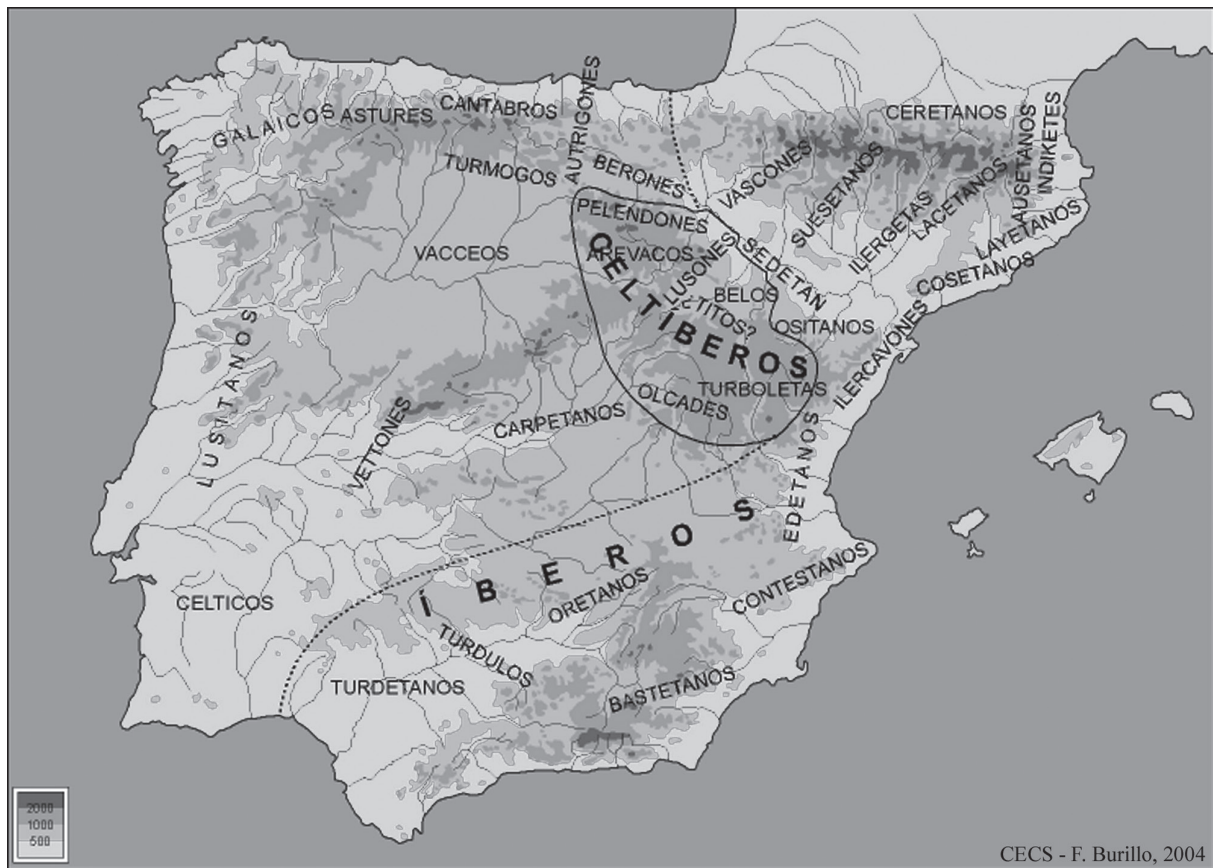 CERETANOS
CANTABROS
ASTURES
GALAICOS
AUTRIGONES
AUSETANOS
INDIKETES
TURMOGOS
BERONES
VASCONES
SUESETANOS
ILERGETAS
LACETANOS
LAYETANOS
COSETANOS
PELENDONES
VACCEOS
AREVACOS
LUSONES
SEDETAN
BELOS
TITOS?
OSITANOS
ILERCAVONES
CELTÍBEROS
LUSITANOS
TURBOLETAS
OLCADES
CARPETANOS
VETTONES
EDETANOS
ÍBEROS
CELTICOS
ORETANOS
CONTESTANOS
TURDULOS
TURDETANOS
BASTETANOS
2000
1000
500
CECS - F. Burillo, 2004